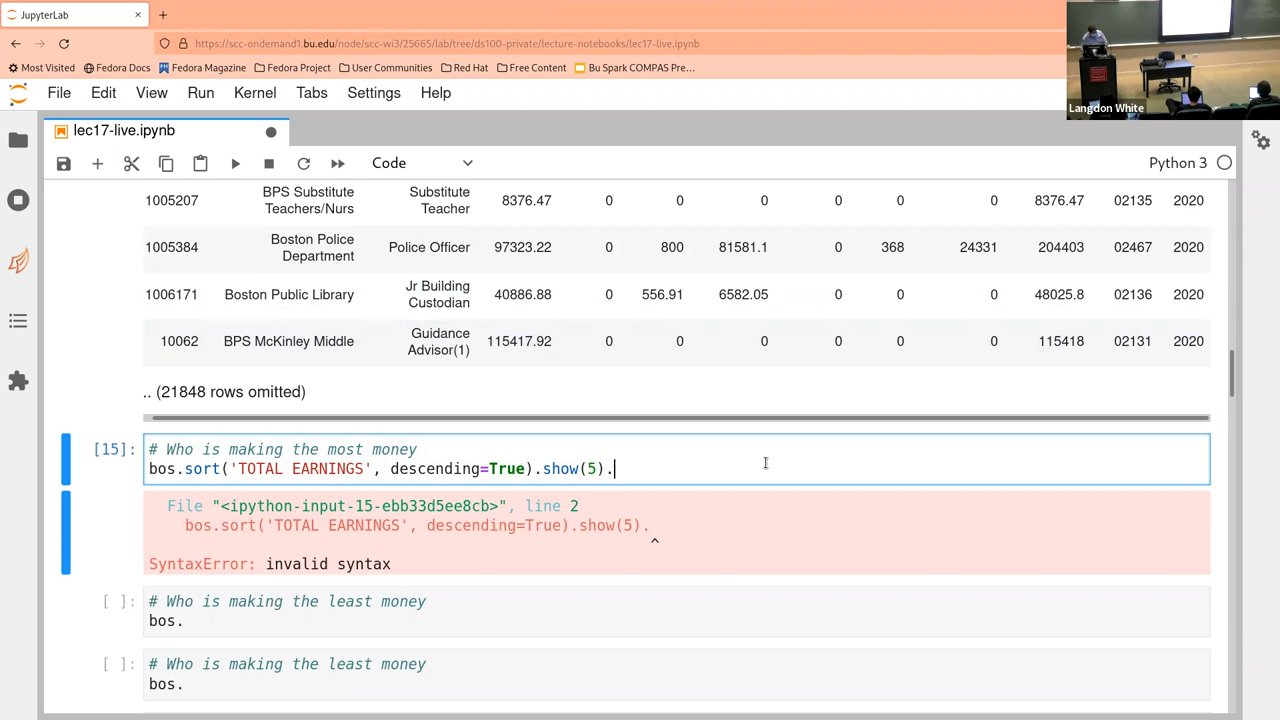 JupyterLab
https://scc-ondemand1.bu.edu/node/scc-wi3/25665/lab/tree/ds100-private/lecture-notebooks/lec17-live.ipynb
Most Visited Fedora Docs Fedora Magazine Fedora Project User Communities Red Hat Free Content Bu Spark COMPAS Pre…
Langdon White
File Edit View Run Kernel Tabs Settings Help
lec17-live.ipynb
Code Python 3
1005207 BPS Substitute Teachers/Nurs Substitute Teacher 8376.47 0 0 0 0 0 0 8376.47 02135 2020
1005384 Boston Police Department Police Officer 97323.22 0 800 81581.1 0 368 24331 204403 02467 2020
1006171 Boston Public Library Jr Building Custodian 40886.88 0 556.91 6582.05 0 0 0 48025.8 02136 2020
10062 BPS McKinley Middle Guidance Advisor(1) 115417.92 0 0 0 0 0 0 115418 02131 2020
.. (21848 rows omitted)
[15]: # Who is making the most money
bos.sort('TOTAL EARNINGS', descending=True).show(5).
File "<ipython-input-15-ebb33d5ee8cb>", line 2
bos.sort('TOTAL EARNINGS', descending=True).show(5).
^
SyntaxError: invalid syntax
[ ]: # Who is making the least money
bos.
[ ]: # Who is making the least money
bos.